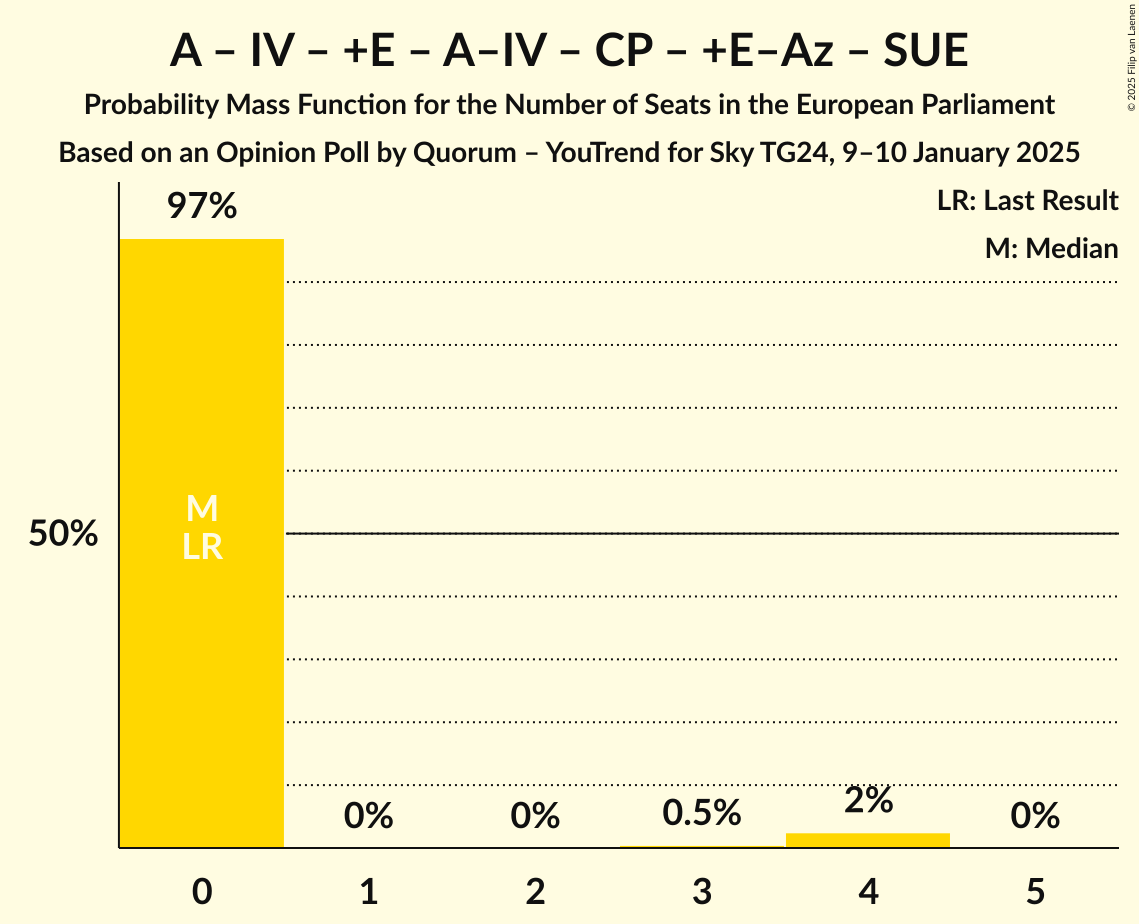 A – IV – +E – A–IV – CP – +E–Az – SUE
Probability Mass Function for the Number of Seats in the European Parliament
Based on an Opinion Poll by Quorum – YouTrend for Sky TG24, 9–10 January 2025
© 2025 Filip van Laenen
LR: Last Result
M: Median
97%
M
LR
50%
0%
0%
0.5%
2%
0%
0
1
2
3
4
5